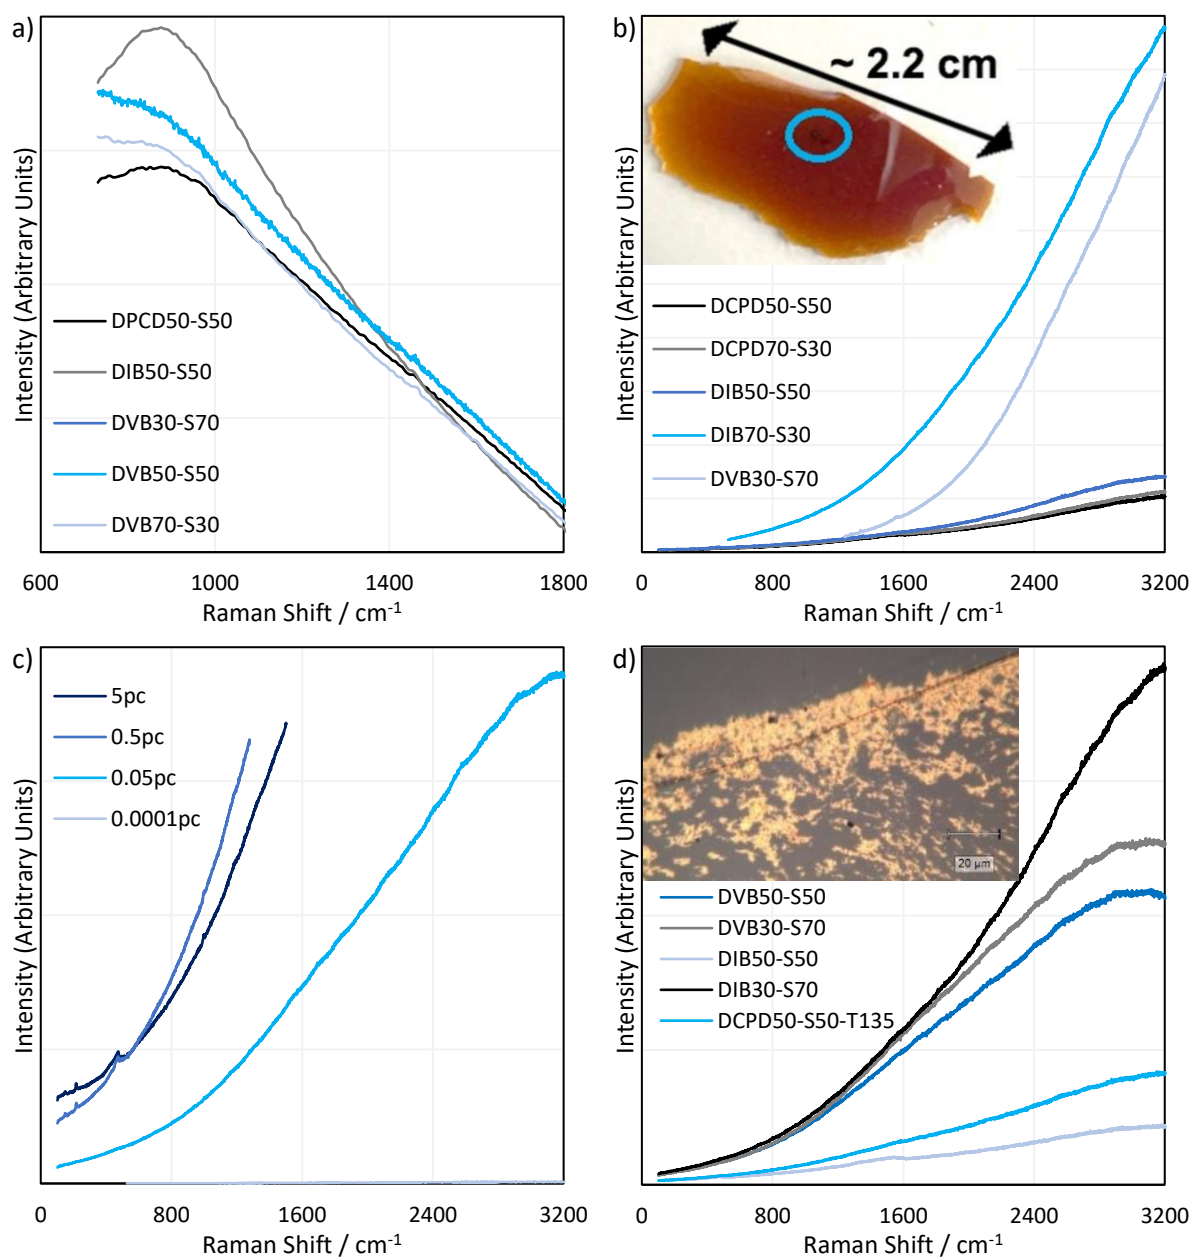 a)
Intensity (Arbitrary Units)
DPCD50-S50
DIB50-S50
DVB30-S70
DVB50-S50
DVB70-S30
600 1000 1400 1800
Raman Shift / cm⁻¹
b)
~ 2.2 cm
Intensity (Arbitrary Units)
DCPD50-S50
DCPD70-S30
DIB50-S50
DIB70-S30
DVB30-S70
0 800 1600 2400 3200
Raman Shift / cm⁻¹
c)
Intensity (Arbitrary Units)
5pc
0.5pc
0.05pc
0.0001pc
0 800 1600 2400 3200
Raman Shift / cm⁻¹
d)
20 µm
Intensity (Arbitrary Units)
DVB50-S50
DVB30-S70
DIB50-S50
DIB30-S70
DCPD50-S50-T135
0 800 1600 2400 3200
Raman Shift / cm⁻¹